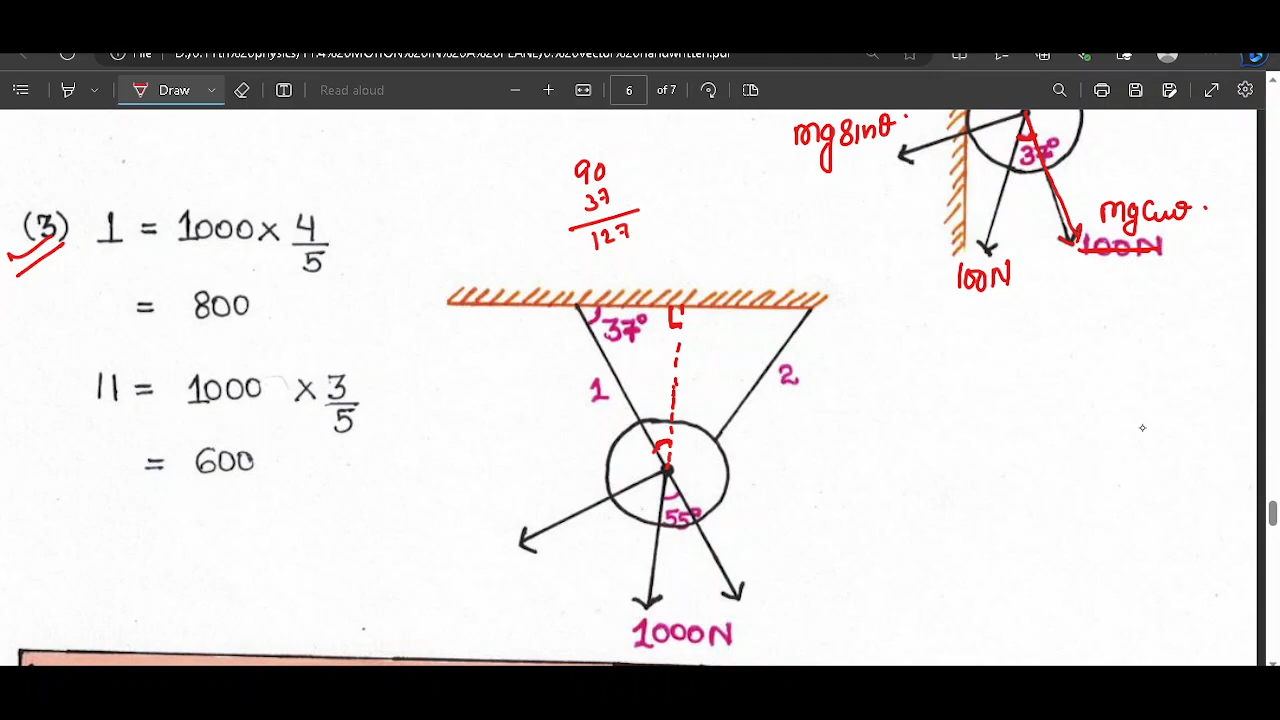 Draw
Read aloud
6 of 7
mg sinθ.
37°
mg cosθ.
100N
100N
90
37
127
(3) 1 = 1000 × 4/5
= 800
11 = 1000 × 3/5
= 600
37°
1
2
55°
1000N